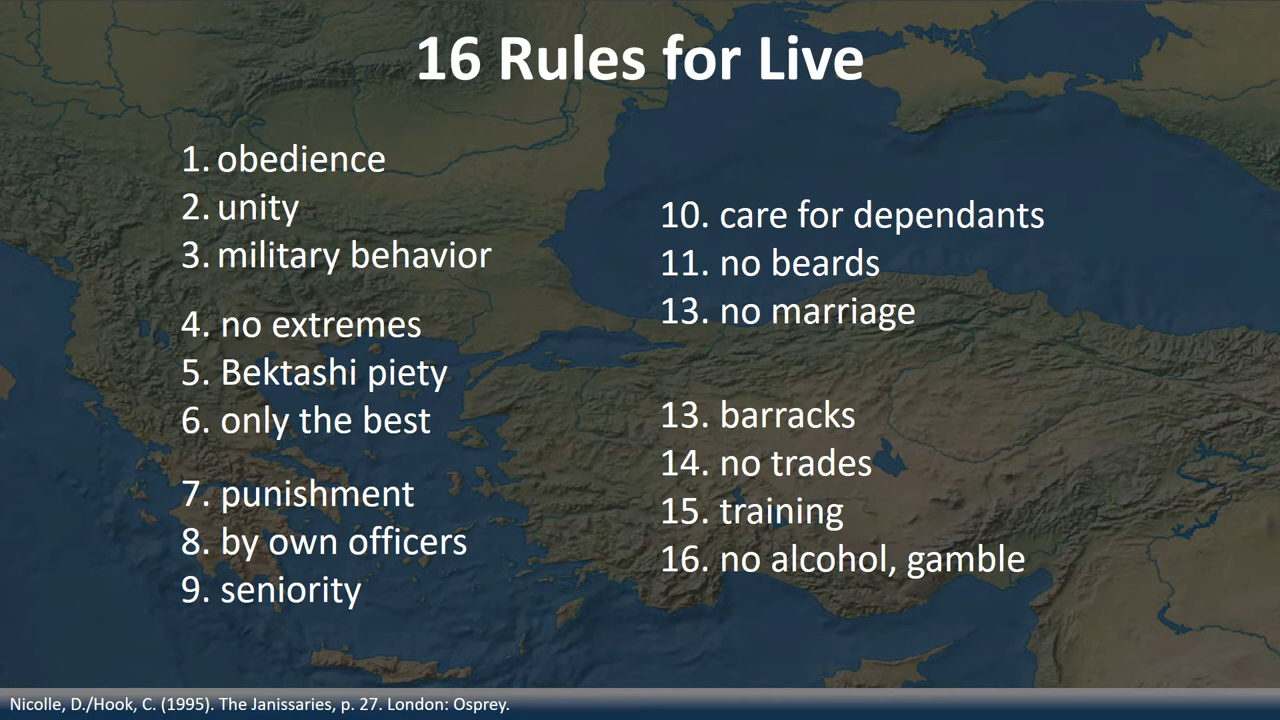 16 Rules for Live
1. obedience
2. unity
3. military behavior
4. no extremes
5. Bektashi piety
6. only the best
7. punishment
8. by own officers
9. seniority
10. care for dependants
11. no beards
13. no marriage
13. barracks
14. no trades
15. training
16. no alcohol, gamble
Nicolle, D./Hook, C. (1995). The Janissaries, p. 27. London: Osprey.